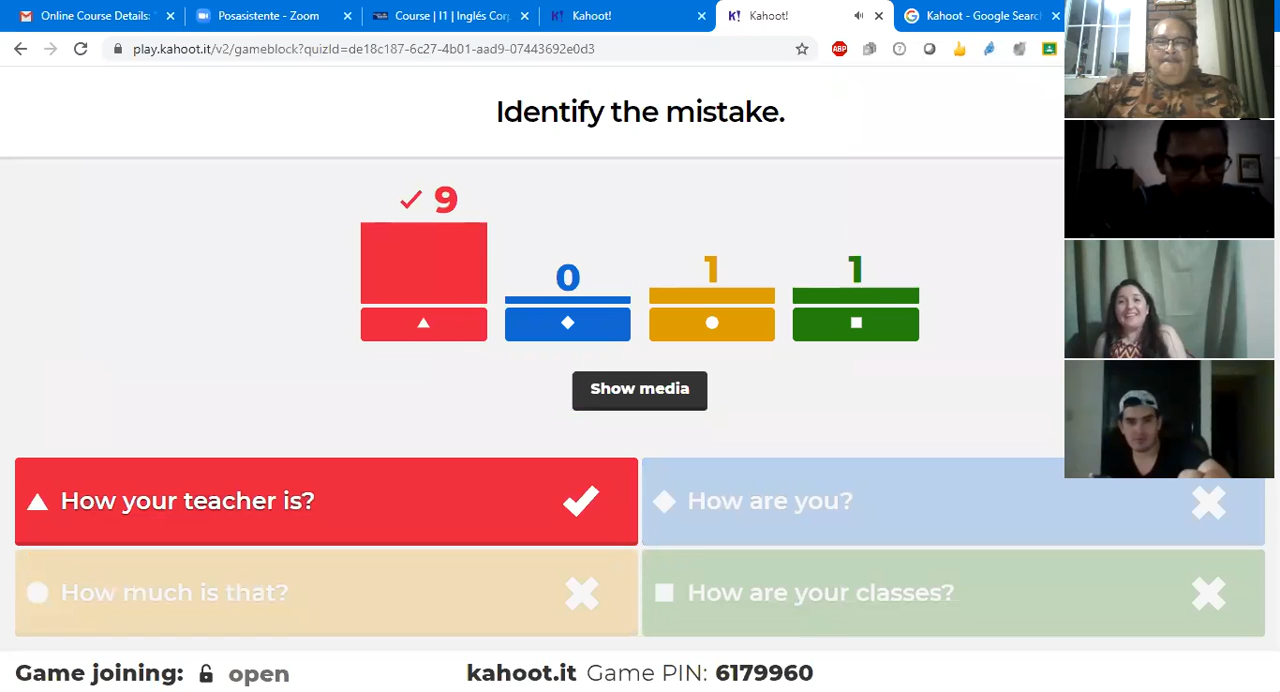 Online Course Details:
Posasistente - Zoom
Course | I1 | Inglés Cor
Kahoot!
Kahoot!
Kahoot - Google Search
play.kahoot.it/v2/gameblock?quizId=de18c187-6c27-4b01-aad9-07443692e0d3
ABP
Identify the mistake.
9
0
1
1
Show media
How your teacher is?
How are you?
How much is that?
How are your classes?
Game joining: open
kahoot.it Game PIN: 6179960